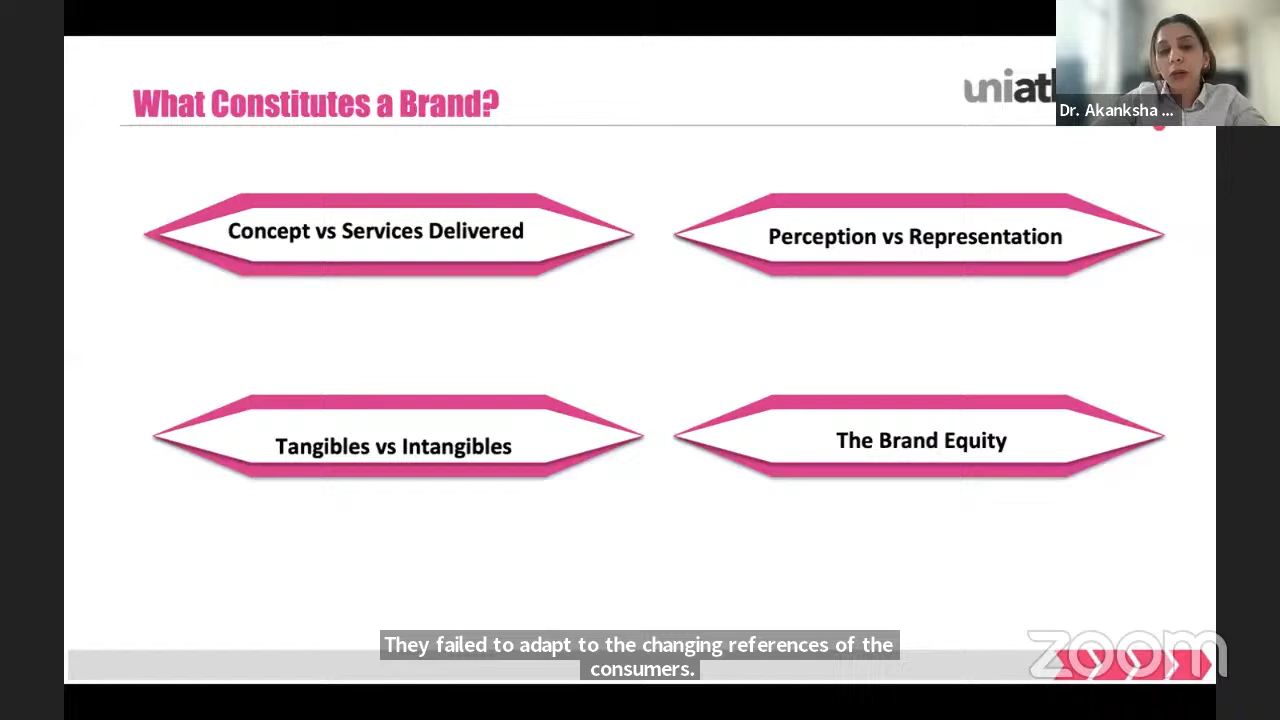 What Constitutes a Brand?
Dr. Akanksha ...
Concept vs Services Delivered
Perception vs Representation
Tangibles vs Intangibles
The Brand Equity
They failed to adapt to the changing references of the
consumers.
zoom